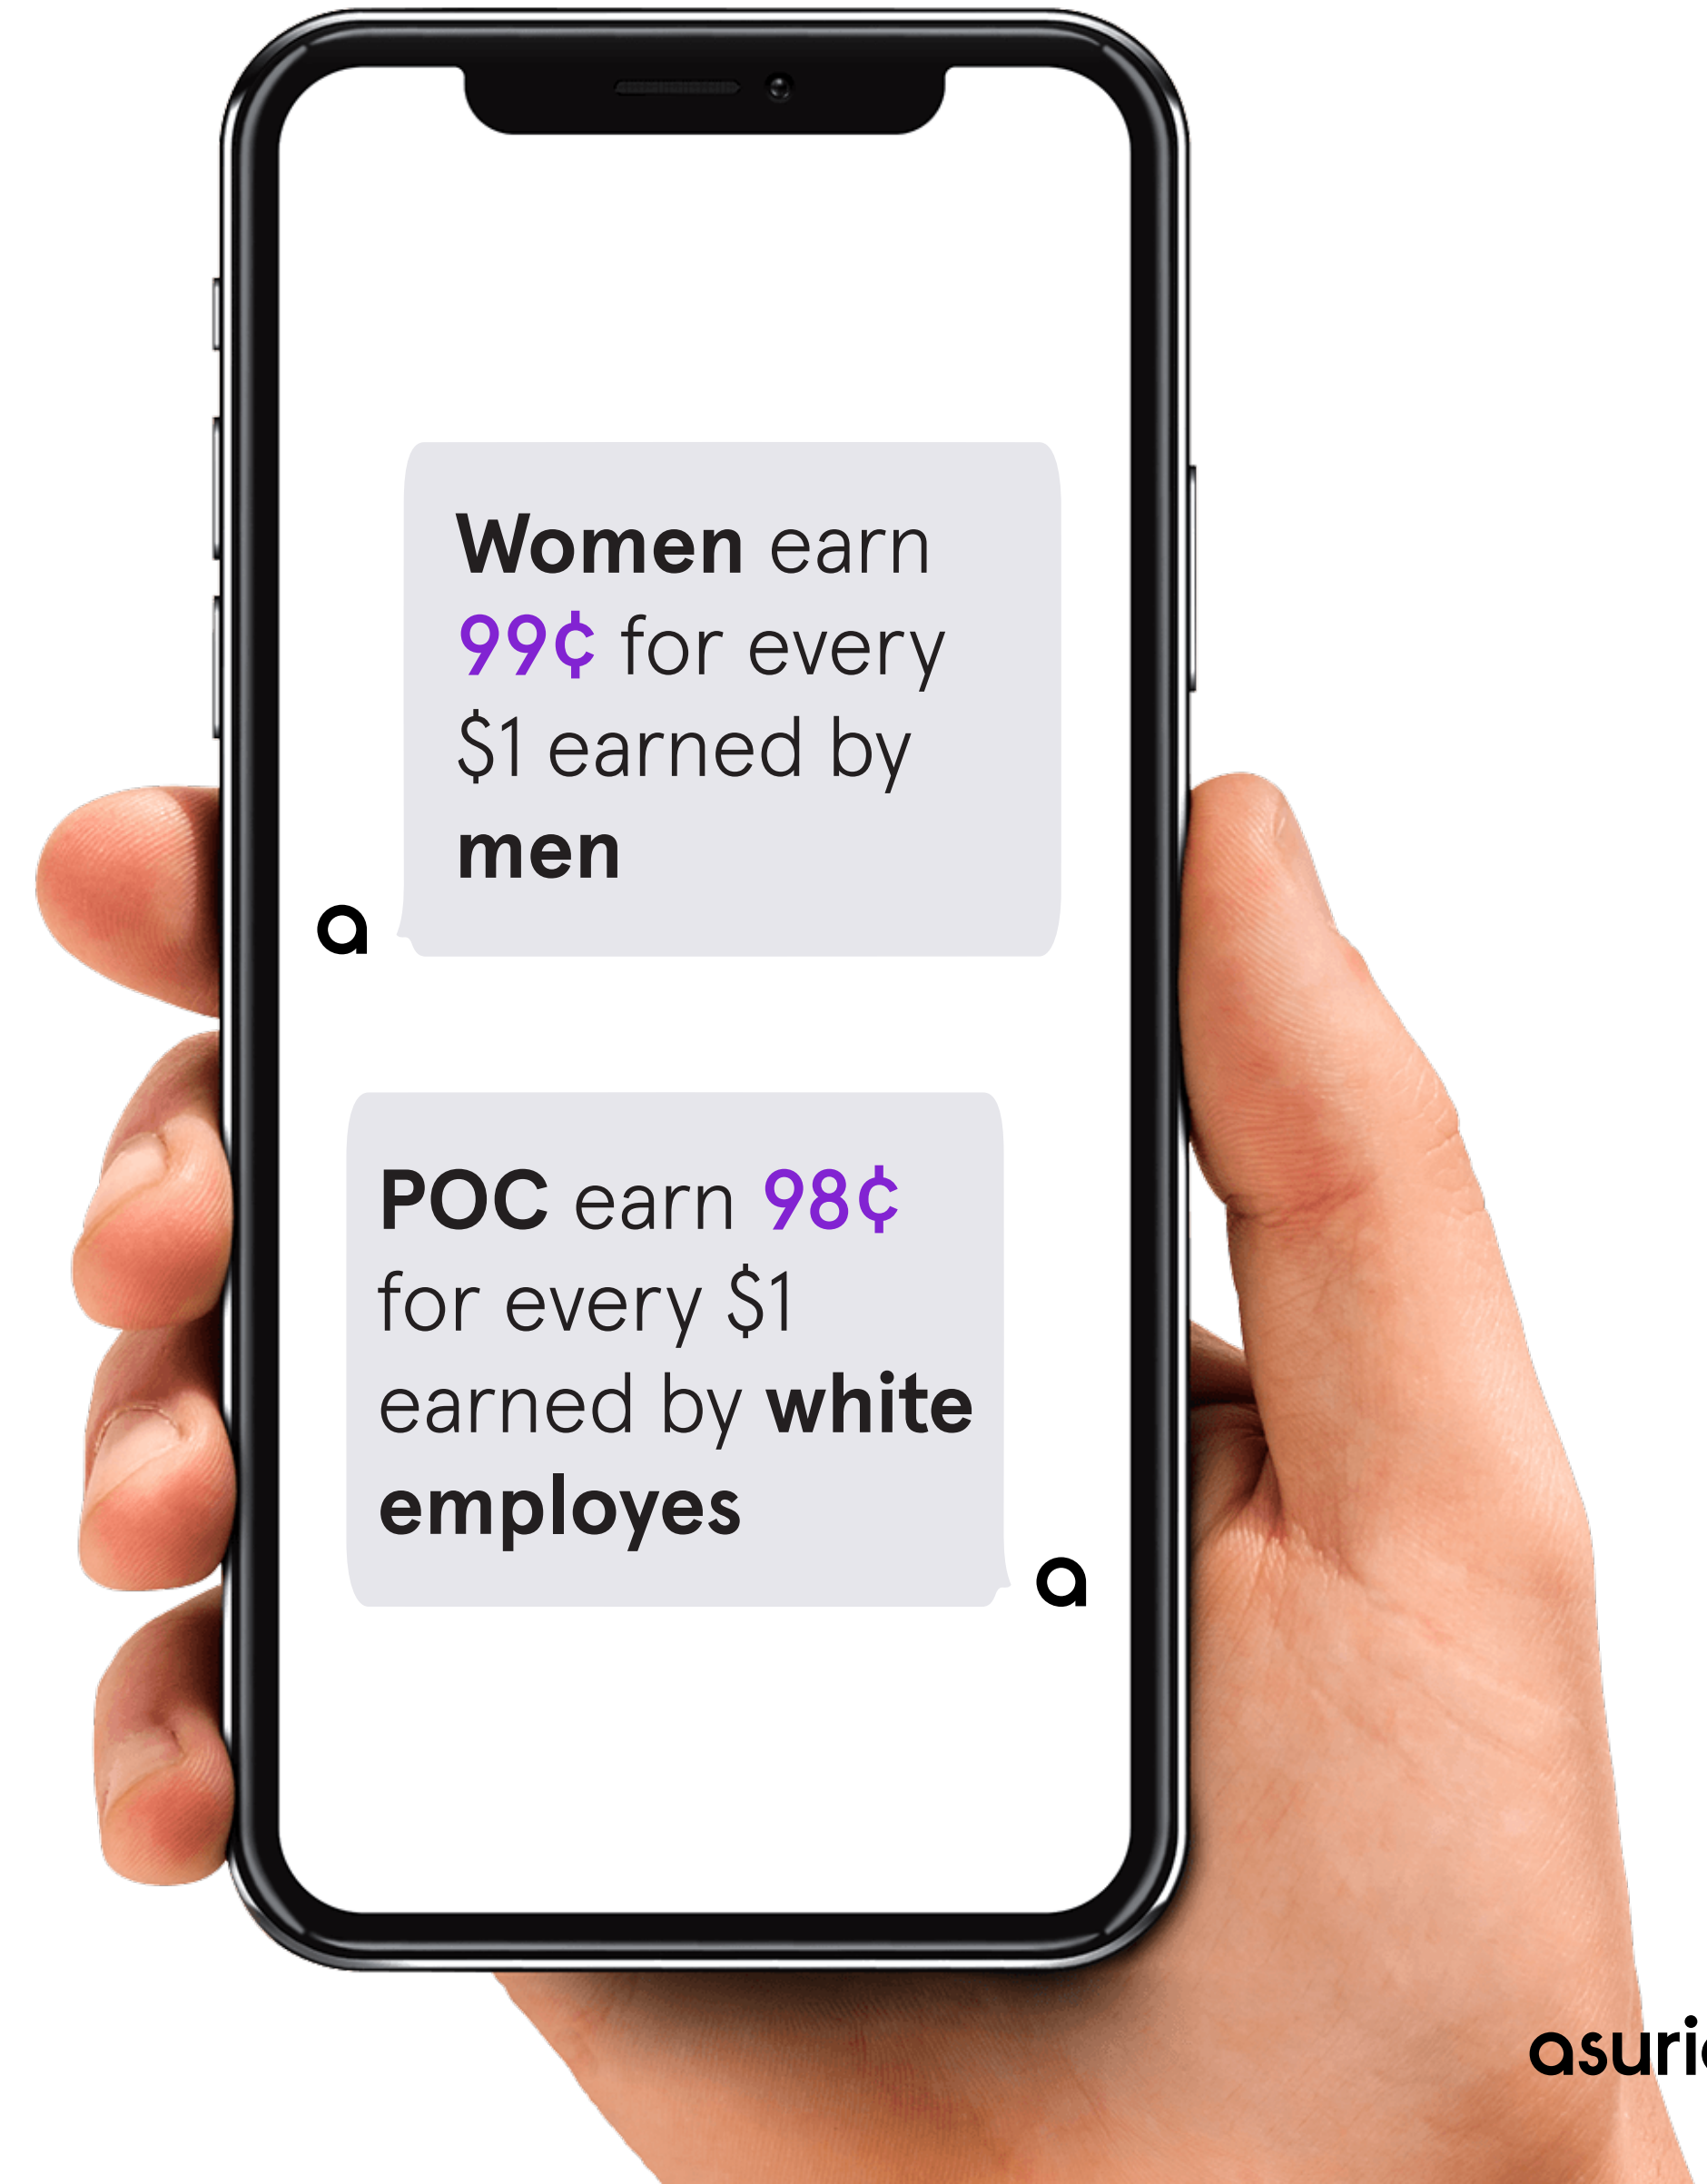 Women earn
99¢ for every
$1 earned by
men
a
POC earn 98¢
for every $1
earned by white
employes
a